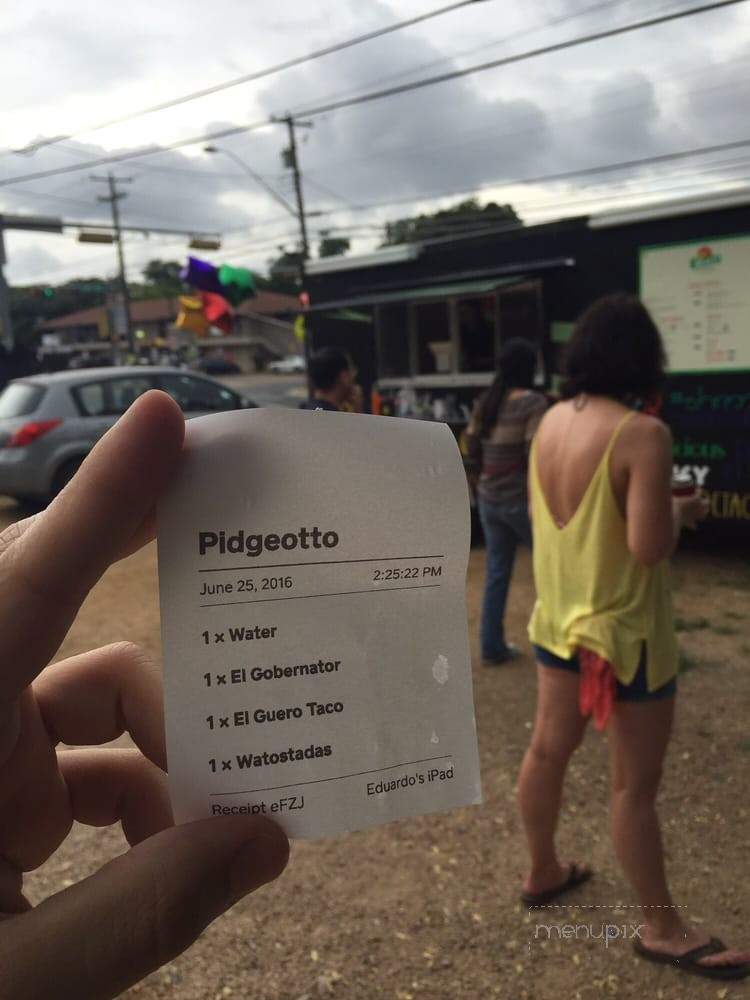 Pidgeotto
June 25, 2016 2:25:22 PM
1 x Water
1 x El Gobernator
1 x El Guero Taco
1 x Watostadas
Receipt eFZJ Eduardo's iPad
menupix